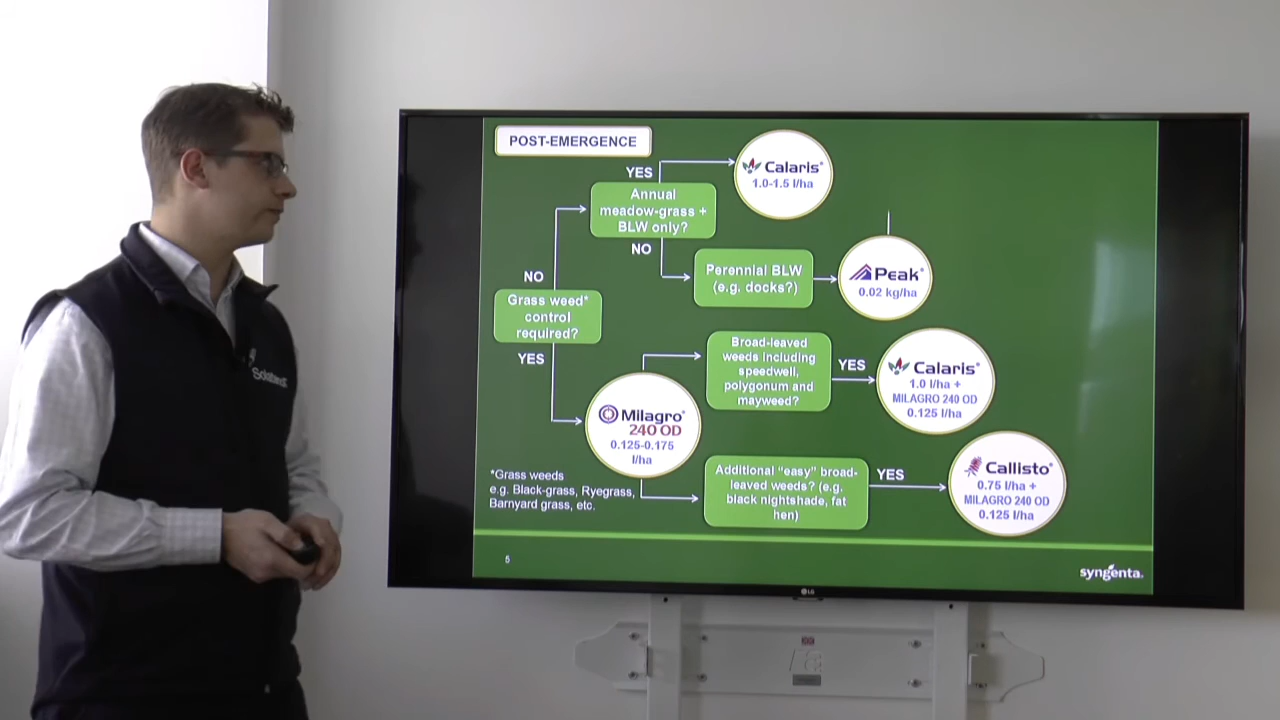 POST-EMERGENCE
YES
Calaris®
1.0-1.5 l/ha
Annual
meadow-grass +
BLW only?
NO
Perennial BLW
(e.g. docks?)
Peak®
0.02 kg/ha
NO
Grass weed*
control
required?
YES
Broad-leaved
weeds including
speedwell,
polygonum and
mayweed?
YES
Calaris®
1.0 l/ha +
MILAGRO 240 OD
0.125 l/ha
Milagro®
240 OD
0.125-0.175
l/ha
Additional “easy” broad-
leaved weeds? (e.g.
black nightshade, fat
hen)
YES
Callisto®
0.75 l/ha +
MILAGRO 240 OD
0.125 l/ha
*Grass weeds
e.g. Black-grass, Ryegrass,
Barnyard grass, etc.
5
syngenta.
LG